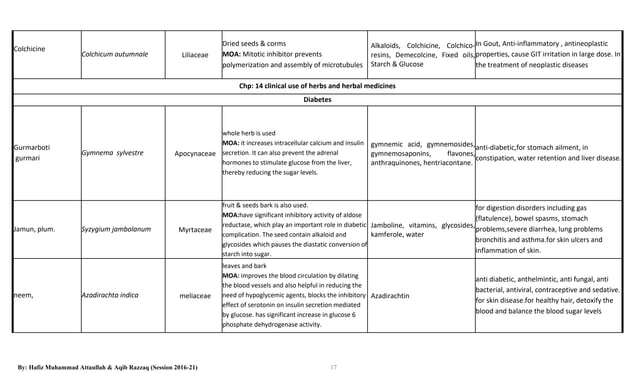 Colchicine
Colchicum autumnale
Liliaceae
Dried seeds & corms
MOA: Mitotic inhibitor prevents
polymerization and assembly of microtubules
Alkaloids, Colchicine, Colchico-
resins, Demecolcine, Fixed oils,
Starch & Glucose
In Gout, Anti-inflammatory , antineoplastic
properties, cause GIT irritation in large dose. In
the treatment of neoplastic diseases
Chp: 14 clinical use of herbs and herbal medicines
Diabetes
Gurmarboti
gurmari
Gymnema sylvestre
Apocynaceae
whole herb is used
MOA: it increases intracellular calcium and insulin
secretion. It can also prevent the adrenal
hormones to stimulate glucose from the liver,
thereby reducing the sugar levels.
gymnemic acid, gymnemosides,
gymnemosaponins, flavones,
anthraquinones, hentriacontane.
anti-diabetic,for stomach ailment, in
constipation, water retention and liver disease.
Jamun, plum.
Syzygium jambolanum
Myrtaceae
fruit & seeds bark is also used.
MOA:have significant inhibitory activity of aldose
reductase, which play an important role in diabetic
complication. The seed contain alkaloid and
glycosides which pauses the diastatic conversion of
starch into sugar.
Jamboline, vitamins, glycosides,
kamferole, water
for digestion disorders including gas
(flatulence), bowel spasms, stomach
problems,severe diarrhea, lung problems
bronchitis and asthma.for skin ulcers and
inflammation of skin.
neem,
Azadirachta indica
meliaceae
leaves and bark
MOA: improves the blood circulation by dilating
the blood vessels and also helpful in reducing the
need of hypoglycemic agents, blocks the inhibitory
effect of serotonin on insulin secretion mediated
by glucose. has significant increase in glucose 6
phosphate dehydrogenase activity.
Azadirachtin
anti diabetic, anthelmintic, anti fungal, anti
bacterial, antiviral, contraceptive and sedative.
for skin disease.for healthy hair, detoxify the
blood and balance the blood sugar levels
By: Hafiz Muhammad Attaullah & Aqib Razzaq (Session 2016-21)
17